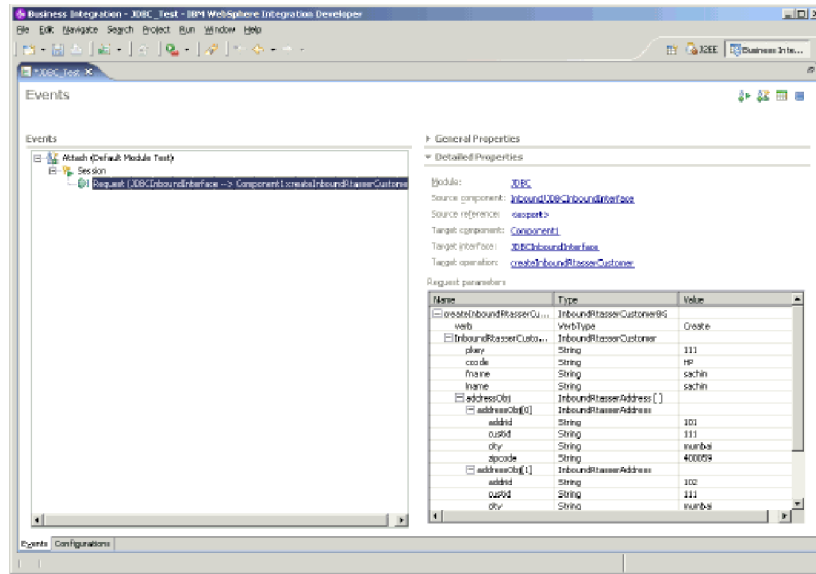 Business Integration - JDBC_Test - IBM WebSphere Integration Developer
File Edit Navigate Search Project Run Window Help
J2EE Business Inte...
*JDBC_Test
Events
Events
Attach (Default Module Test)
Session
Request (JDBCInboundInterface --> Component1:createInboundRtasserCustome
General Properties
Detailed Properties
Module: JDBC
Source component: Inbound/JDBCInboundInterface
Source reference: <export>
Target component: Component1
Target interface: JDBCInboundInterface
Target operation: createInboundRtasserCustomer
Request parameters
Name Type Value
createInboundRtasserCu... InboundRtasserCustomerBG
verb VerbType Create
InboundRtasserCusto... InboundRtasserCustomer
pkey String 111
ccode String HP
fname String sachin
lname String sachin
addressObj InboundRtasserAddress [ ]
addressObj[0] InboundRtasserAddress
addrid String 101
custid String 111
city String mumbai
zipcode String 400059
addressObj[1] InboundRtasserAddress
addrid String 102
custid String 111
city String mumbai
Events Configurations